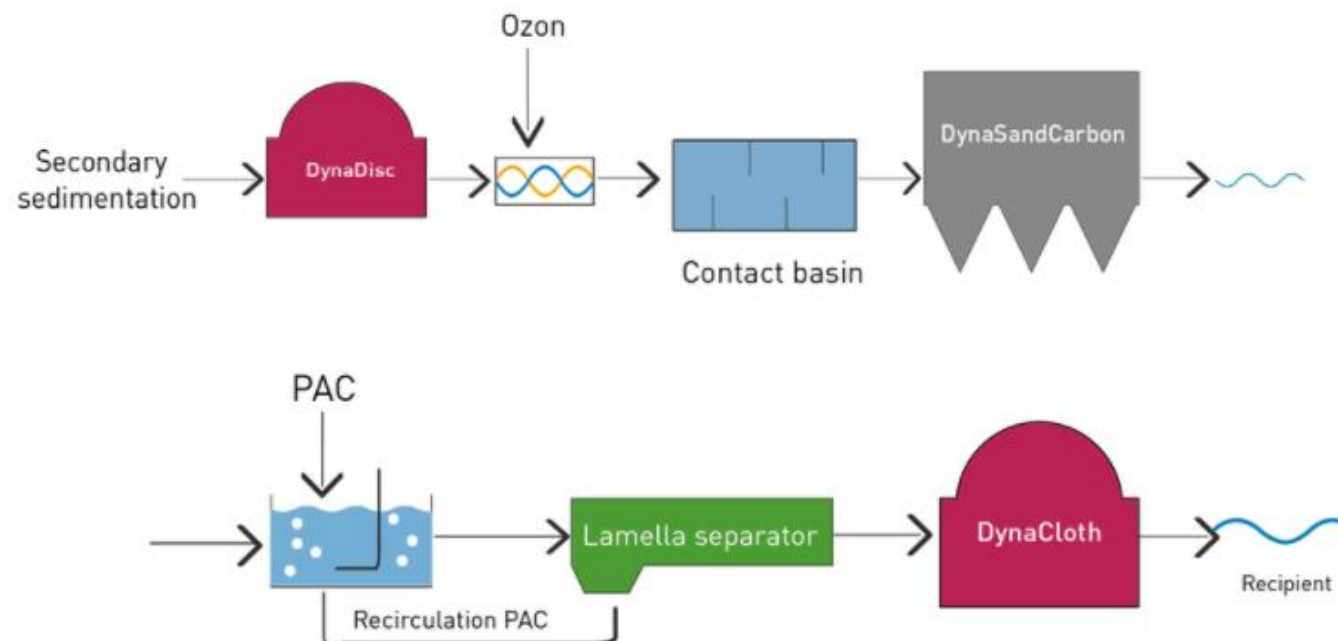 Ozon
Secondary
sedimentation
DynaDisc
DynaSandCarbon
Contact basin
PAC
Lamella separator
DynaCloth
Recirculation PAC
Recipient